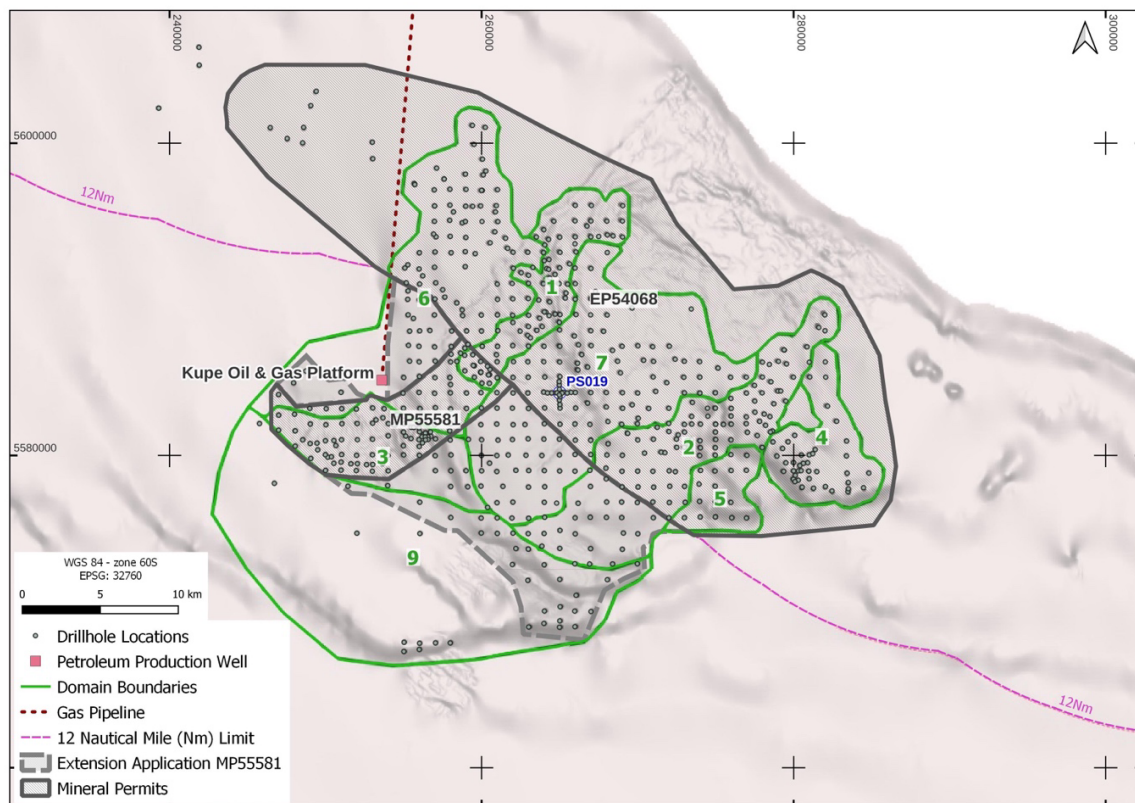 240000
260000
280000
300000
5600000
12Nm
6
1
EP54068
Kupe Oil & Gas Platform
7
PS019
MP55581
5580000
3
2
4
5
9
12Nm
WGS 84 - zone 60S
EPSG: 32760
0 5 10 km
Drillhole Locations
Petroleum Production Well
Domain Boundaries
Gas Pipeline
12 Nautical Mile (Nm) Limit
Extension Application MP55581
Mineral Permits